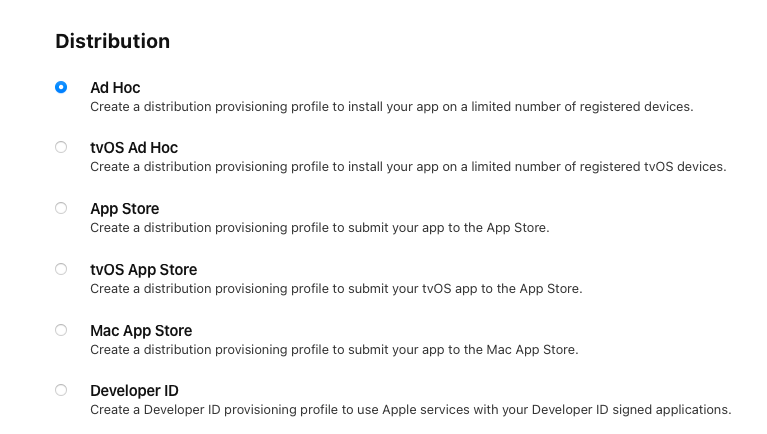 Distribution
Ad Hoc
Create a distribution provisioning profile to install your app on a limited number of registered devices.
tvOS Ad Hoc
Create a distribution provisioning profile to install your app on a limited number of registered tvOS devices.
App Store
Create a distribution provisioning profile to submit your app to the App Store.
tvOS App Store
Create a distribution provisioning profile to submit your tvOS app to the App Store.
Mac App Store
Create a distribution provisioning profile to submit your app to the Mac App Store.
Developer ID
Create a Developer ID provisioning profile to use Apple services with your Developer ID signed applications.